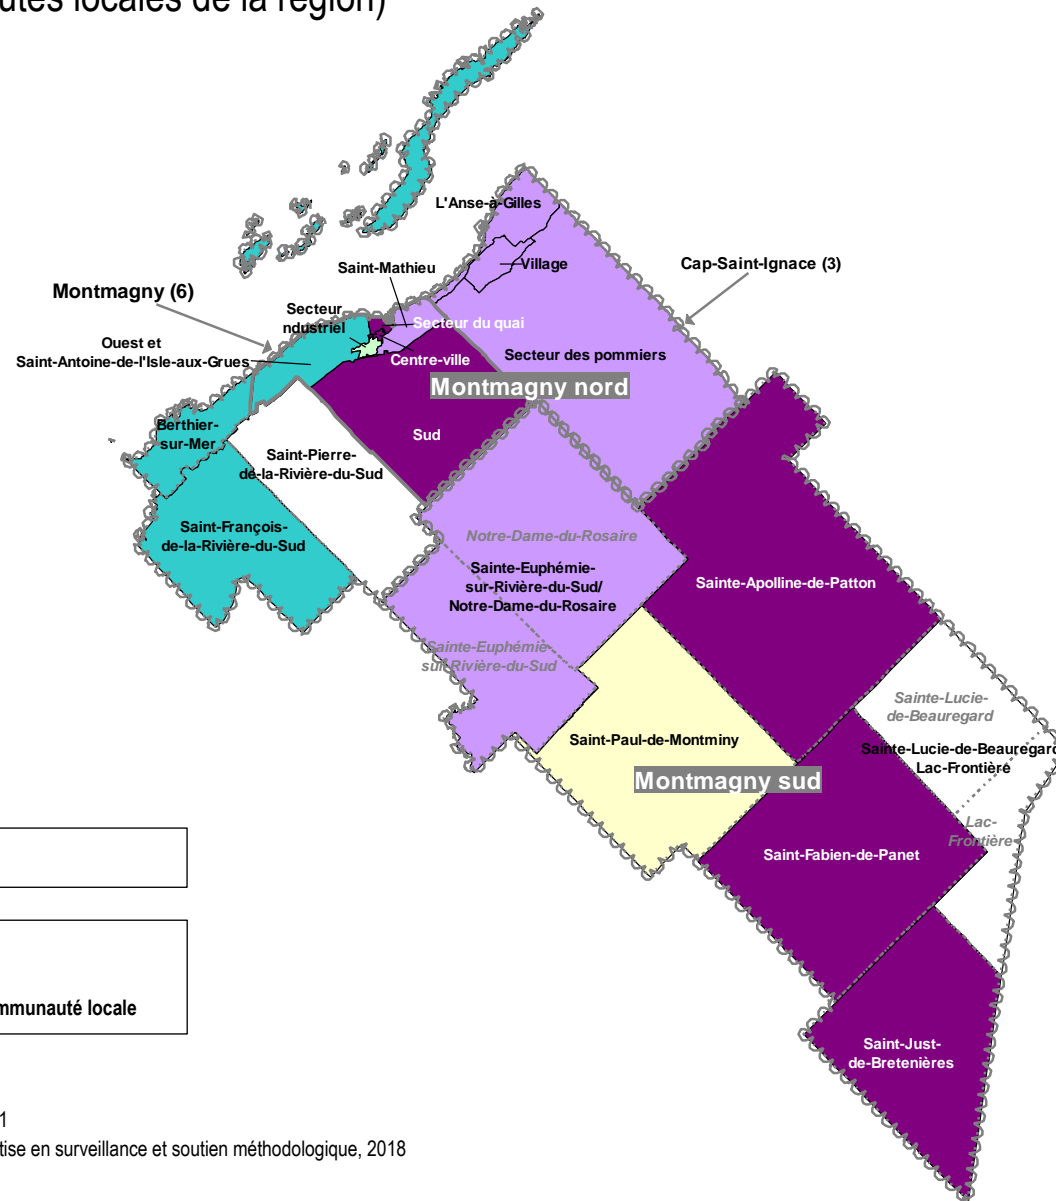 utés locales de la région)
L'Anse-à-Gilles
Village
Saint-Mathieu
Cap-Saint-Ignace (3)
Montmagny (6)
Secteur
ndustriel
Secteur du quai
Ouest et
Saint-Antoine-de-l'Isle-aux-Grues
Centre-ville
Secteur des pommiers
Montmagny nord
Berthier-
sur-Mer
Sud
Saint-Pierre-
de-la-Rivière-du-Sud
Saint-François-
de-la-Rivière-du-Sud
Notre-Dame-du-Rosaire
Sainte-Euphémie-
sur-Rivière-du-Sud/
Notre-Dame-du-Rosaire
Sainte-Apolline-de-Patton
Sainte-Euphémie-
sur-Rivière-du-Sud
Sainte-Lucie-
de-Beauregard
Saint-Paul-de-Montminy
Sainte-Lucie-de-Beauregard
Lac-Frontière
Montmagny sud
Lac-
Frontière
Saint-Fabien-de-Panet
mmunauté locale
Saint-Just-
de-Bretenières
1
tise en surveillance et soutien méthodologique, 2018